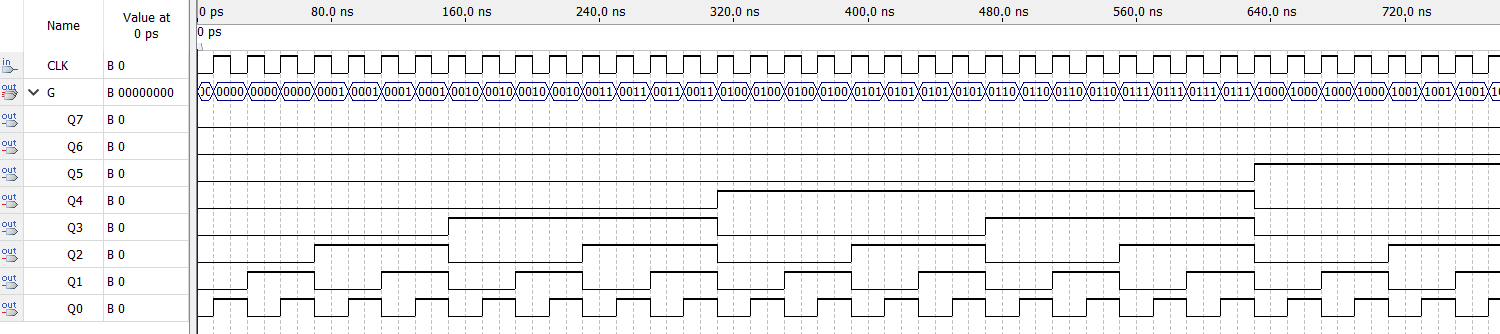 Name
Value at
0 ps
0 ps 80.0 ns 160.0 ns 240.0 ns 320.0 ns 400.0 ns 480.0 ns 560.0 ns 640.0 ns 720.0 ns
0 ps
in CLK B 0
out G B 00000000 0000 0000 0000 0001 0001 0001 0001 0010 0010 0010 0010 0011 0011 0011 0011 0100 0100 0100 0100 0101 0101 0101 0101 0110 0110 0110 0110 0111 0111 0111 0111 1000 1000 1000 1000 1001 1001 1001
out Q7 B 0
out Q6 B 0
out Q5 B 0
out Q4 B 0
out Q3 B 0
out Q2 B 0
out Q1 B 0
out Q0 B 0